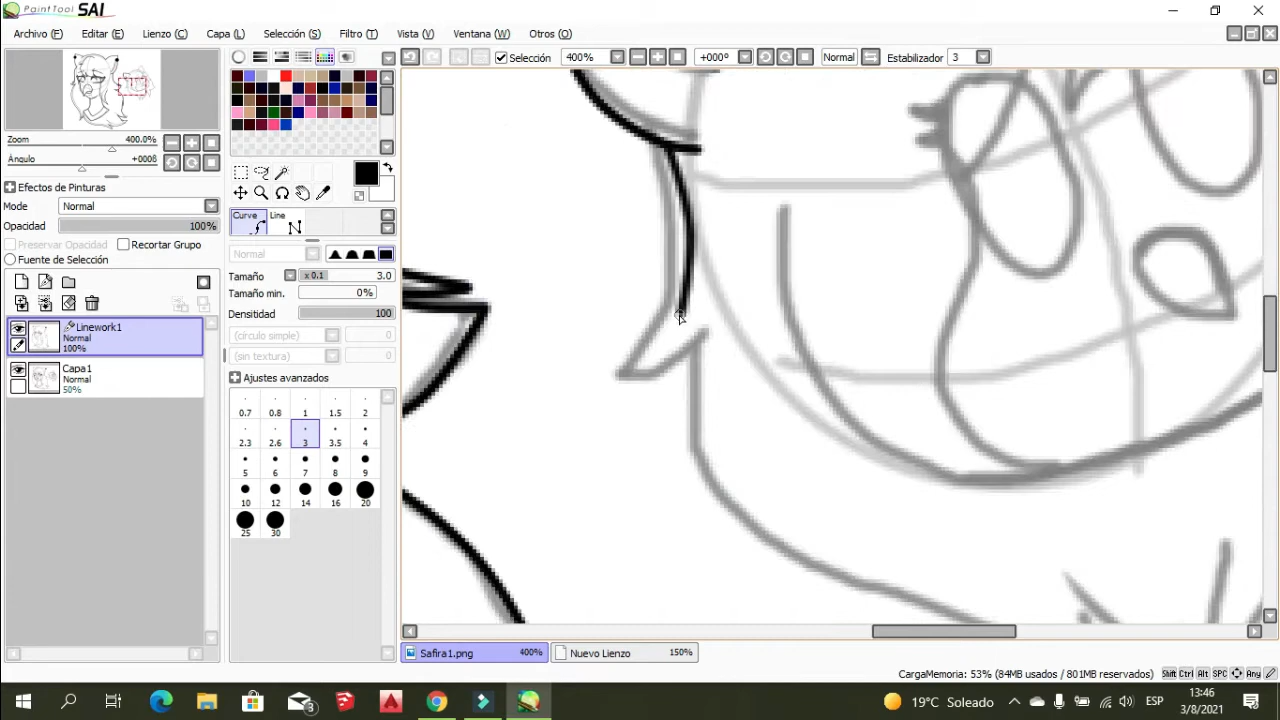 PaintTool SAI
Archivo (F) Editar (E) Lienzo (C) Capa (L) Selección (S) Filtro (T) Vista (V) Ventana (W) Otros (O)
Selección 400% +000° Normal Estabilizador 3
Zoom 400.0%
Ángulo +0008
Efectos de Pinturas
Modo Normal
Opacidad 100%
Preservar Opacidad Recortar Grupo
Fuente de Selección
Linework1
Normal
100%
Capa1
Normal
50%
Curve Line
Normal
Tamaño x 0.1 3.0
Tamaño min. 0%
Densitidad 100
(círculo simple) 0
(sin textura) 0
Ajustes avanzados
0.7 0.8 1 1.5 2
2.3 2.6 3 3.5 4
5 6 7 8 9
10 12 14 16 20
25 30
Safira1.png 400% Nuevo Lienzo 150%
CargaMemoria: 53% (84MB usados / 801MB reservados) Shift Ctrl Alt SPC Any
3 19°C Soleado ESP 13:46
3/8/2021